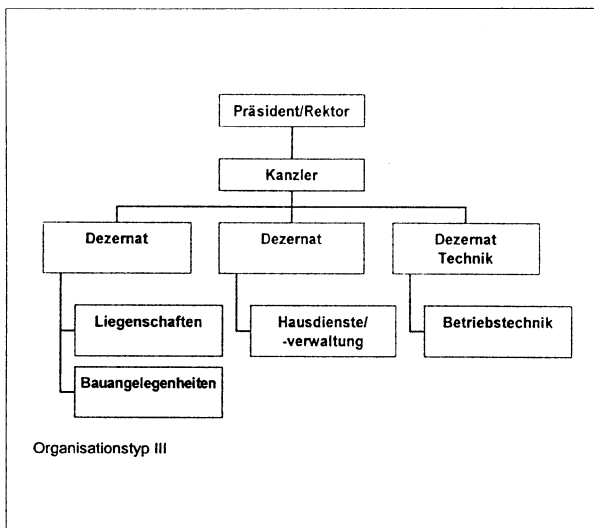 Präsident/Rektor
Kanzler
Dezernat
Dezernat
Dezernat
Technik
Liegenschaften
Hausdienste/
-verwaltung
Betriebstechnik
Bauangelegenheiten
Organisationstyp III